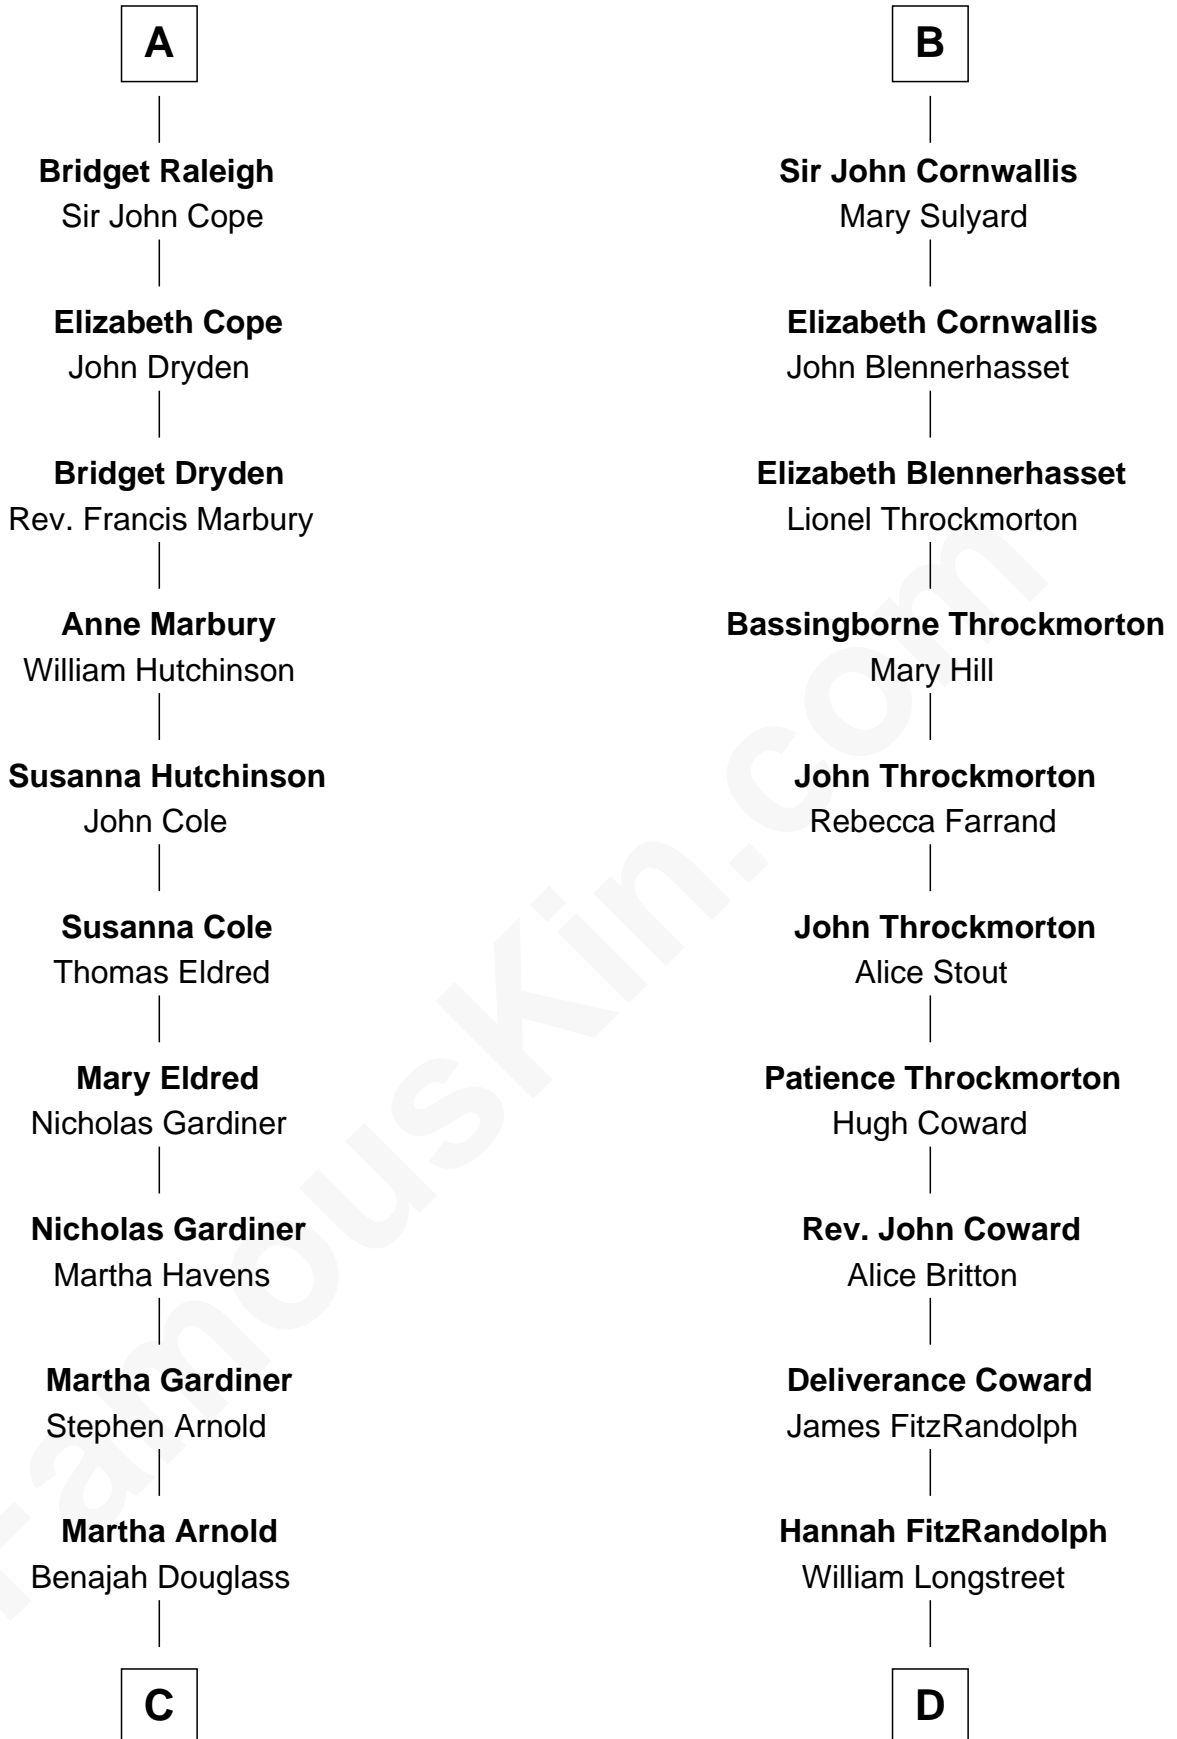 A
Bridget Raleigh
Sir John Cope
Elizabeth Cope
John Dryden
Bridget Dryden
Rev. Francis Marbury
Anne Marbury
William Hutchinson
Susanna Hutchinson
John Cole
Susanna Cole
Thomas Eldred
Mary Eldred
Nicholas Gardiner
Nicholas Gardiner
Martha Havens
Martha Gardiner
Stephen Arnold
Martha Arnold
Benajah Douglass
C
B
Sir John Cornwallis
Mary Sulyard
Elizabeth Cornwallis
John Blennerhasset
Elizabeth Blennerhasset
Lionel Throckmorton
Bassingborne Throckmorton
Mary Hill
John Throckmorton
Rebecca Farrand
John Throckmorton
Alice Stout
Patience Throckmorton
Hugh Coward
Rev. John Coward
Alice Britton
Deliverance Coward
James FitzRandolph
Hannah FitzRandolph
William Longstreet
D
FamousKin.com